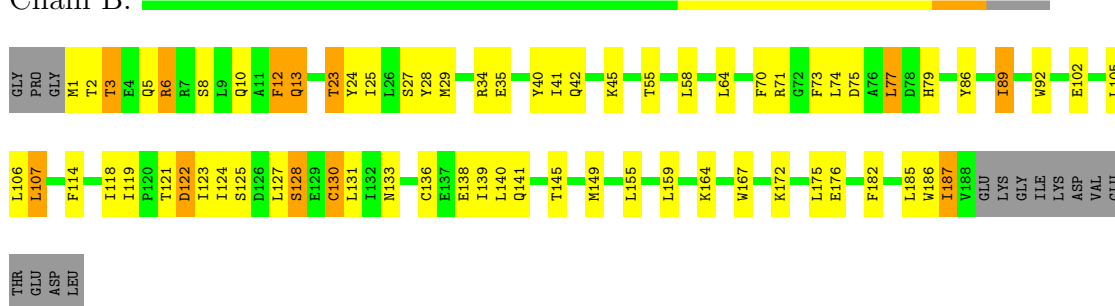 Chain B:
GLY PRO GLY M1 T2 T3 E4 Q5 R6 R7 S8 L9 Q10 A11 F12 Q13 T23 Y24 I25 L26 S27 Y28 M29 R34 E35 Y40 I41 Q42 K45 T55 L58 L64 F70 R71 G72 F73 L74 D75 A76 L77 D78 H79 Y86 I89 W92 E102 L105
L106 L107 F114 I118 I119 P120 T121 D122 I123 I124 S125 D126 L127 S128 E129 C130 L131 I132 N133 C136 E137 E138 I139 L140 Q141 T145 M149 L155 L159 K164 W167 K172 L175 E176 F182 L185 W186 I187 V188 GLU LYS GLY ILE LYS ASP VAL GLU
THR GLU ASP LEU